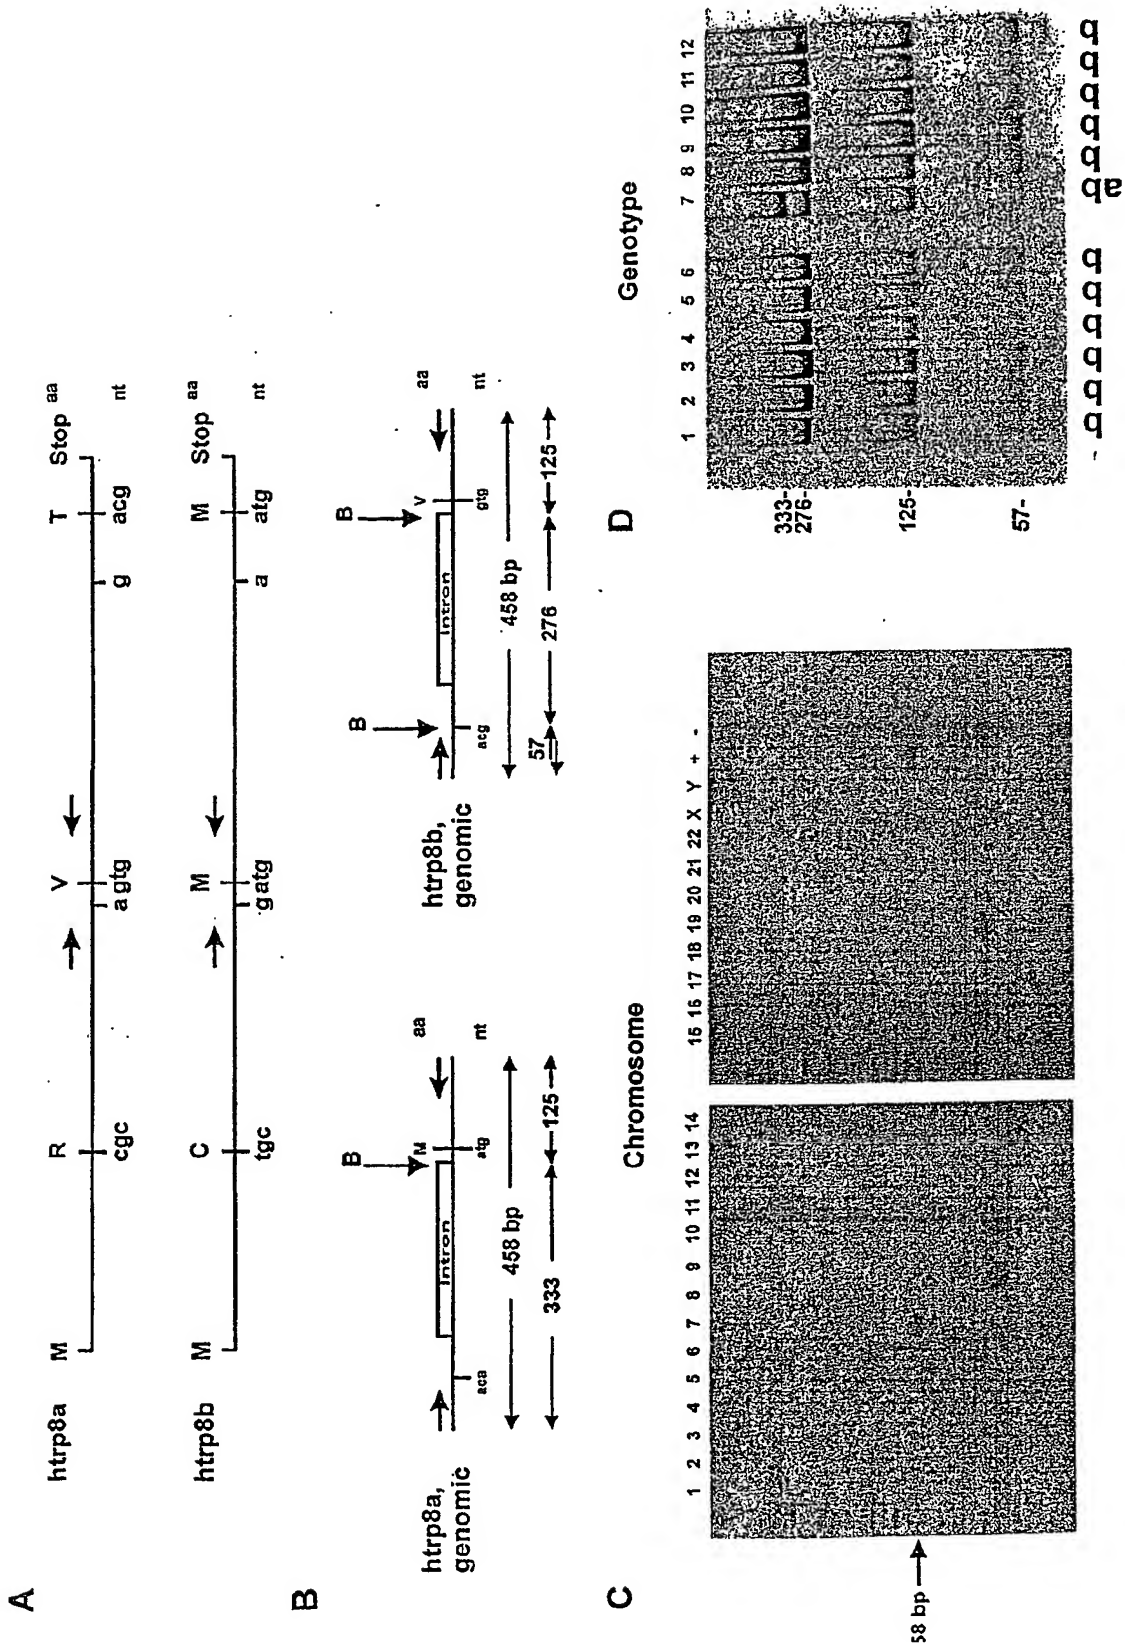 A
htrp8a
M R V T Stop aa
cgc agtg g acg nt
htrp8b
M C M M Stop aa
tgc gatg a atg nt
B
htrp8a,
genomic
B
M aa
Intron
aca atg nt
458 bp
333 125
htrp8b,
genomic
B B
V aa
Intron
acg gtg nt
458 bp
57 276 125
C
Chromosome
1 2 3 4 5 6 7 8 9 10 11 12 13 14
15 16 17 18 19 20 21 22 X Y + -
58 bp
D
Genotype
1 2 3 4 5 6 7 8 9 10 11 12
333-
276-
125-
57-
b b b b b b ab b b b b b